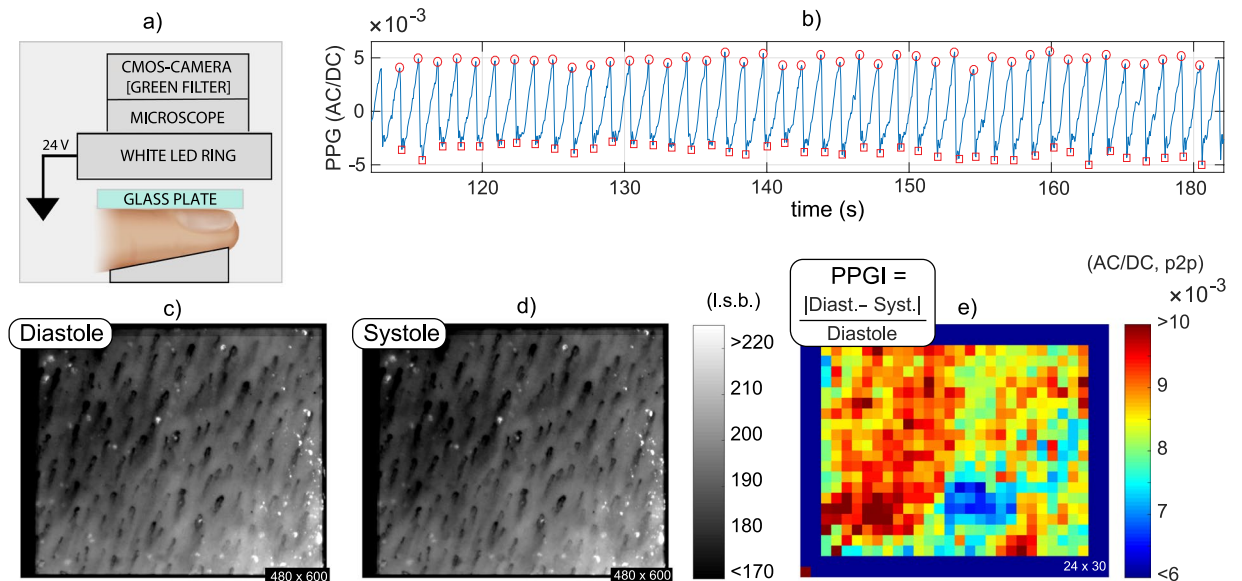 a)
CMOS-CAMERA
[GREEN FILTER]
MICROSCOPE
24 V
WHITE LED RING
GLASS PLATE
b)
×10⁻³
PPG (AC/DC)
5
0
-5
120 130 140 150 160 170 180
time (s)
c)
Diastole
480 x 600
d)
Systole
480 x 600
(l.s.b.)
>220
210
200
190
180
<170
PPGI =
|Diast.– Syst.|
Diastole
e)
24 x 30
(AC/DC, p2p)
×10⁻³
>10
9
8
7
<6